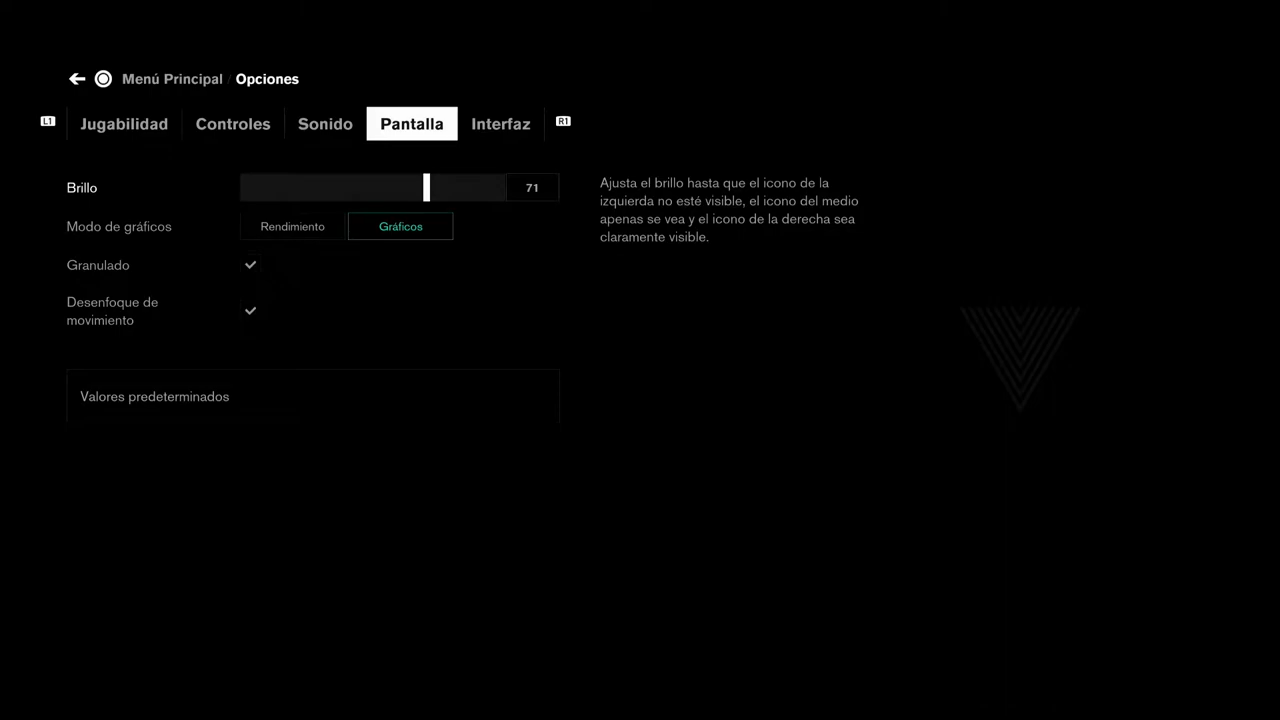 Menú Principal / Opciones
L1 Jugabilidad Controles Sonido Pantalla Interfaz R1
Brillo 71
Modo de gráficos Rendimiento Gráficos
Granulado
Desenfoque de
movimiento
Valores predeterminados
Ajusta el brillo hasta que el icono de la
izquierda no esté visible, el icono del medio
apenas se vea y el icono de la derecha sea
claramente visible.